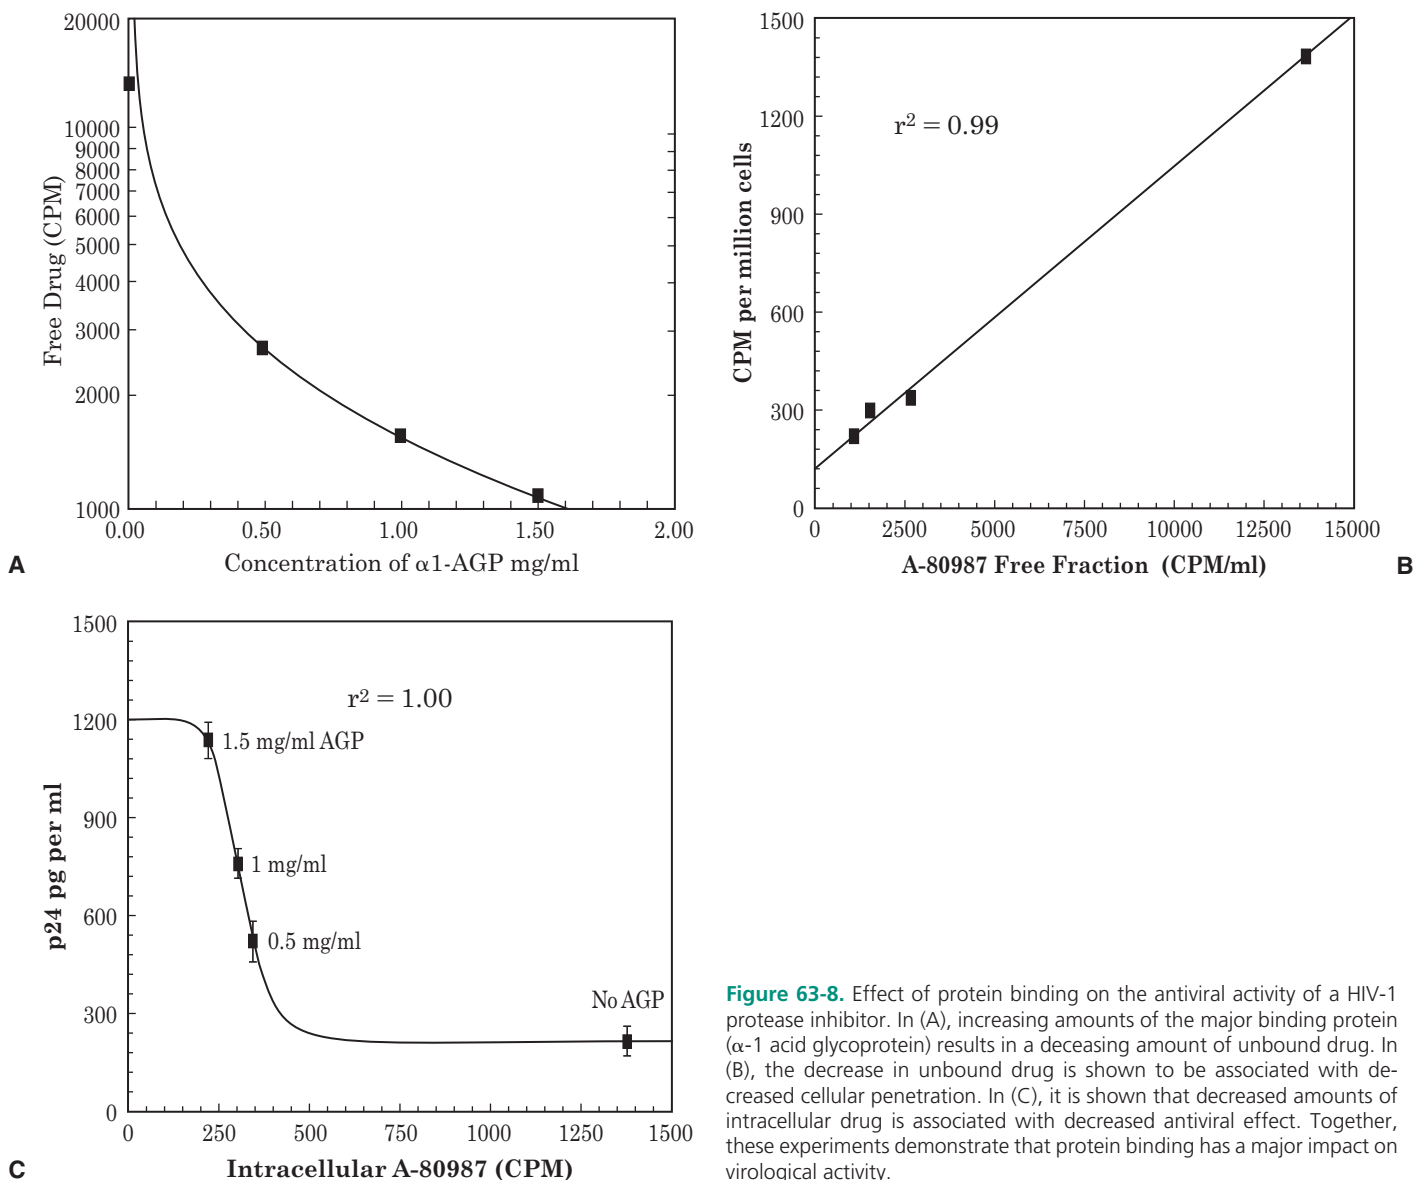 20000
10000
9000
8000
7000
6000
5000
4000
3000
2000
1000
Free Drug (CPM)
0.00 0.50 1.00 1.50 2.00
Concentration of α1-AGP mg/ml
A
1500
1200
900
600
300
0
CPM per million cells
r² = 0.99
0 2500 5000 7500 10000 12500 15000
A-80987 Free Fraction (CPM/ml)
B
1500
1200
900
600
300
0
p24 pg per ml
r² = 1.00
1.5 mg/ml AGP
1 mg/ml
0.5 mg/ml
No AGP
0 250 500 750 1000 1250 1500
Intracellular A-80987 (CPM)
C
Figure 63-8. Effect of protein binding on the antiviral activity of a HIV-1
protease inhibitor. In (A), increasing amounts of the major binding protein
(α-1 acid glycoprotein) results in a deceasing amount of unbound drug. In
(B), the decrease in unbound drug is shown to be associated with de-
creased cellular penetration. In (C), it is shown that decreased amounts of
intracellular drug is associated with decreased antiviral effect. Together,
these experiments demonstrate that protein binding has a major impact on
virological activity.